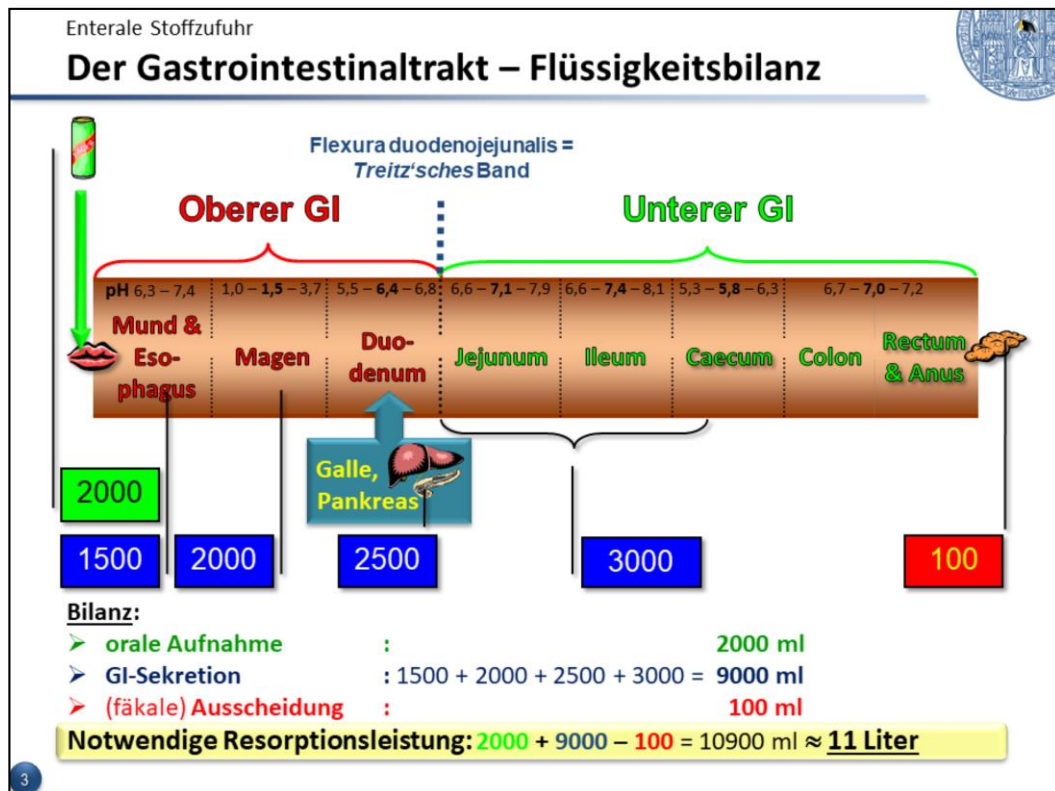 Enterale Stoffzufuhr
Der Gastrointestinaltrakt – Flüssigkeitsbilanz
Flexura duodenojejunalis =
Treitz‘sches Band
Oberer GI
Unterer GI
pH 6,3 – 7,4
1,0 – 1,5 – 3,7
5,5 – 6,4 – 6,8
6,6 – 7,1 – 7,9
6,6 – 7,4 – 8,1
5,3 – 5,8 – 6,3
6,7 – 7,0 – 7,2
Mund &
Eso-
phagus
Magen
Duo-
denum
Jejunum
Ileum
Caecum
Colon
Rectum
& Anus
Galle,
Pankreas
2000
1500
2000
2500
3000
100
Bilanz:
orale Aufnahme : 2000 ml
GI-Sekretion : 1500 + 2000 + 2500 + 3000 = 9000 ml
(fäkale) Ausscheidung : 100 ml
Notwendige Resorptionsleistung: 2000 + 9000 – 100 = 10900 ml ≈ 11 Liter
3